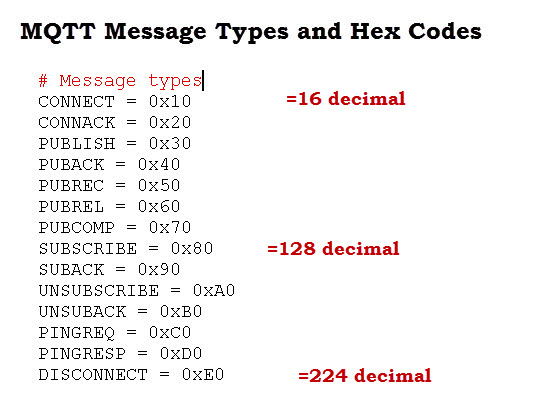 MQTT Message Types and Hex Codes
# Message types
CONNECT = 0x10 =16 decimal
CONNACK = 0x20
PUBLISH = 0x30
PUBACK = 0x40
PUBREC = 0x50
PUBREL = 0x60
PUBCOMP = 0x70
SUBSCRIBE = 0x80 =128 decimal
SUBACK = 0x90
UNSUBSCRIBE = 0xA0
UNSUBACK = 0xB0
PINGREQ = 0xC0
PINGRESP = 0xD0
DISCONNECT = 0xE0 =224 decimal